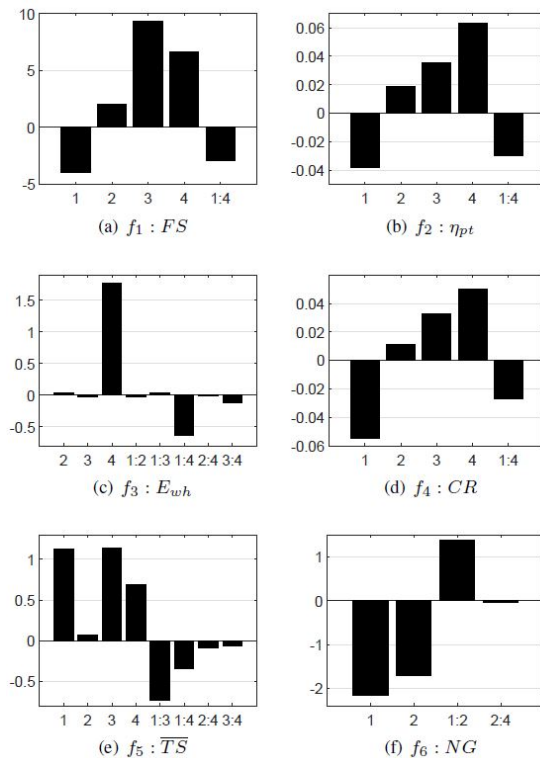 10
5
0
-5
1 2 3 4 1:4
(a) f₁ : FS
0.06
0.04
0.02
0
-0.02
-0.04
1 2 3 4 1:4
(b) f₂ : ηₚₜ
1.5
1
0.5
0
-0.5
2 3 4 1:2 1:3 1:4 2:4 3:4
(c) f₃ : E_wh
0.04
0.02
0
-0.02
-0.04
-0.06
1 2 3 4 1:4
(d) f₄ : CR
1
0.5
0
-0.5
1 2 3 4 1:3 1:4 2:4 3:4
(e) f₅ : T̅S̅
1
0
-1
-2
1 2 1:2 2:4
(f) f₆ : NG